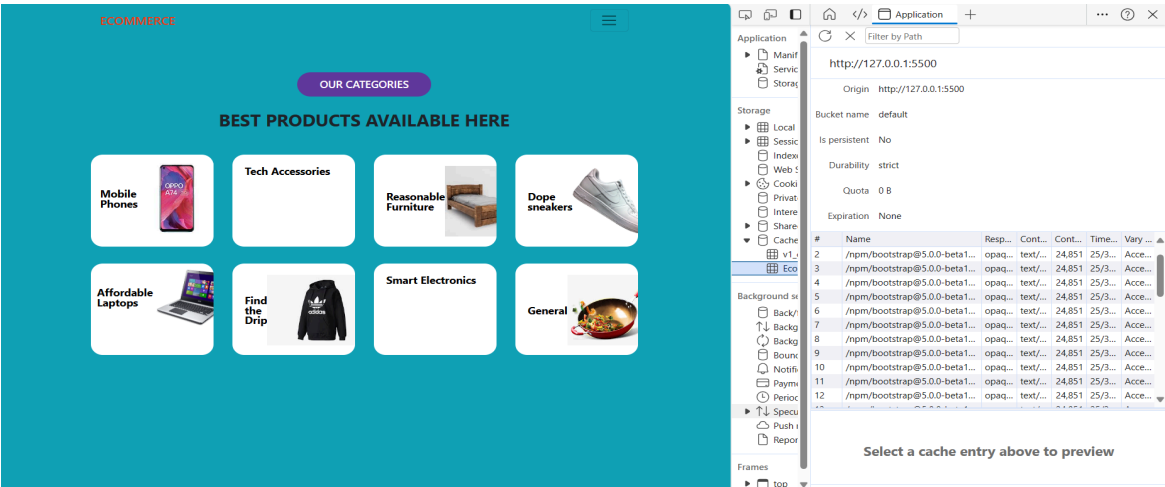 ECOMMERCE
OUR CATEGORIES
BEST PRODUCTS AVAILABLE HERE
Mobile
Phones
OPPO
A74
Tech Accessories
Reasonable
Furniture
Dope
sneakers
Affordable
Laptops
Find
the
Drip
adidas
Smart Electronics
General
Application
Application
Manif
Servic
Storag
Storage
Local
Sessic
Index
Web S
Cooki
Privat
Intere
Share
Cache
v1_
Eco
Background se
Back/
Backg
Backg
Bounc
Notifi
Payme
Period
Specu
Push
Repor
Frames
top
Filter by Path
http://127.0.0.1:5500
Origin http://127.0.0.1:5500
Bucket name default
Is persistent No
Durability strict
Quota 0 B
Expiration None
# Name Resp... Cont... Cont... Time... Vary ...
2 /npm/bootstrap@5.0.0-beta1... opaq... text/... 24,851 25/3... Acce...
3 /npm/bootstrap@5.0.0-beta1... opaq... text/... 24,851 25/3... Acce...
4 /npm/bootstrap@5.0.0-beta1... opaq... text/... 24,851 25/3... Acce...
5 /npm/bootstrap@5.0.0-beta1... opaq... text/... 24,851 25/3... Acce...
6 /npm/bootstrap@5.0.0-beta1... opaq... text/... 24,851 25/3... Acce...
7 /npm/bootstrap@5.0.0-beta1... opaq... text/... 24,851 25/3... Acce...
8 /npm/bootstrap@5.0.0-beta1... opaq... text/... 24,851 25/3... Acce...
9 /npm/bootstrap@5.0.0-beta1... opaq... text/... 24,851 25/3... Acce...
10 /npm/bootstrap@5.0.0-beta1... opaq... text/... 24,851 25/3... Acce...
11 /npm/bootstrap@5.0.0-beta1... opaq... text/... 24,851 25/3... Acce...
12 /npm/bootstrap@5.0.0-beta1... opaq... text/... 24,851 25/3... Acce...
Select a cache entry above to preview